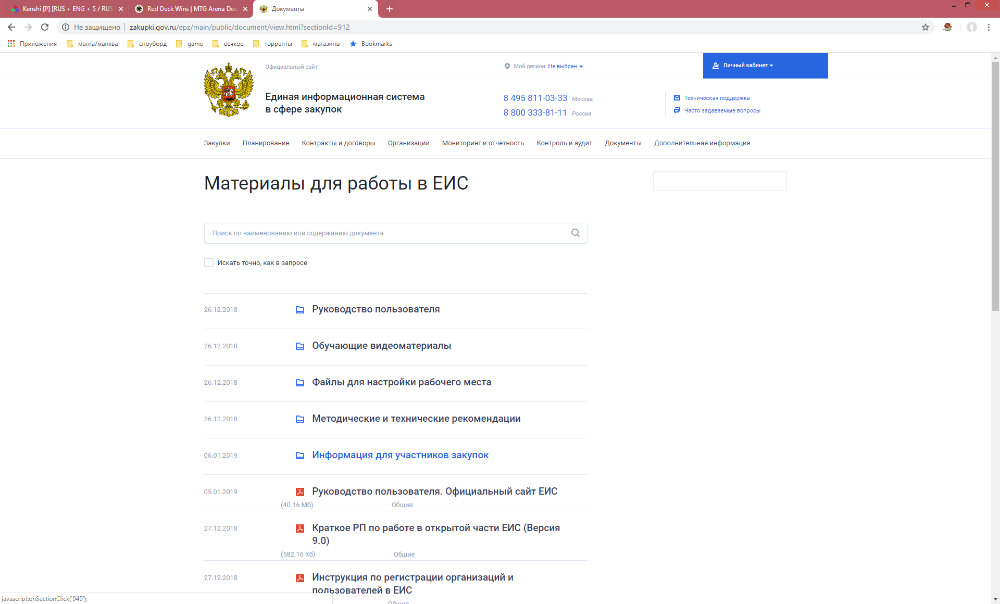 Kenshi [P] [RUS + ENG + 5 / RUS
Red Deck Wins | MTG Arena Dec
Документы
Не защищено
zakupki.gov.ru/epz/main/public/document/view.html?sectionId=912
Приложения
манга/манхва
сноуборд
game
всякое
торренты
магазины
Bookmarks
Официальный сайт
Мой регион: Не выбран
Личный кабинет
Единая информационная система
в сфере закупок
8 495 811-03-33 Москва
8 800 333-81-11 Россия
Техническая поддержка
Часто задаваемые вопросы
Закупки Планирование Контракты и договоры Организации Мониторинг и отчетность Контроль и аудит Документы Дополнительная информация
Материалы для работы в ЕИС
Поиск по наименованию или содержанию документа
Искать точно, как в запросе
26.12.2018 Руководство пользователя
26.12.2018 Обучающие видеоматериалы
26.12.2018 Файлы для настройки рабочего места
26.12.2018 Методические и технические рекомендации
06.01.2019 Информация для участников закупок
05.01.2019 Руководство пользователя. Официальный сайт ЕИС
(40.16 Мб) Общие
27.12.2018 Краткое РП по работе в открытой части ЕИС (Версия
9.0)
(582.16 Кб) Общие
27.12.2018 Инструкция по регистрации организаций и
пользователей в ЕИС
Общие
javascript:onSectionClick('949');